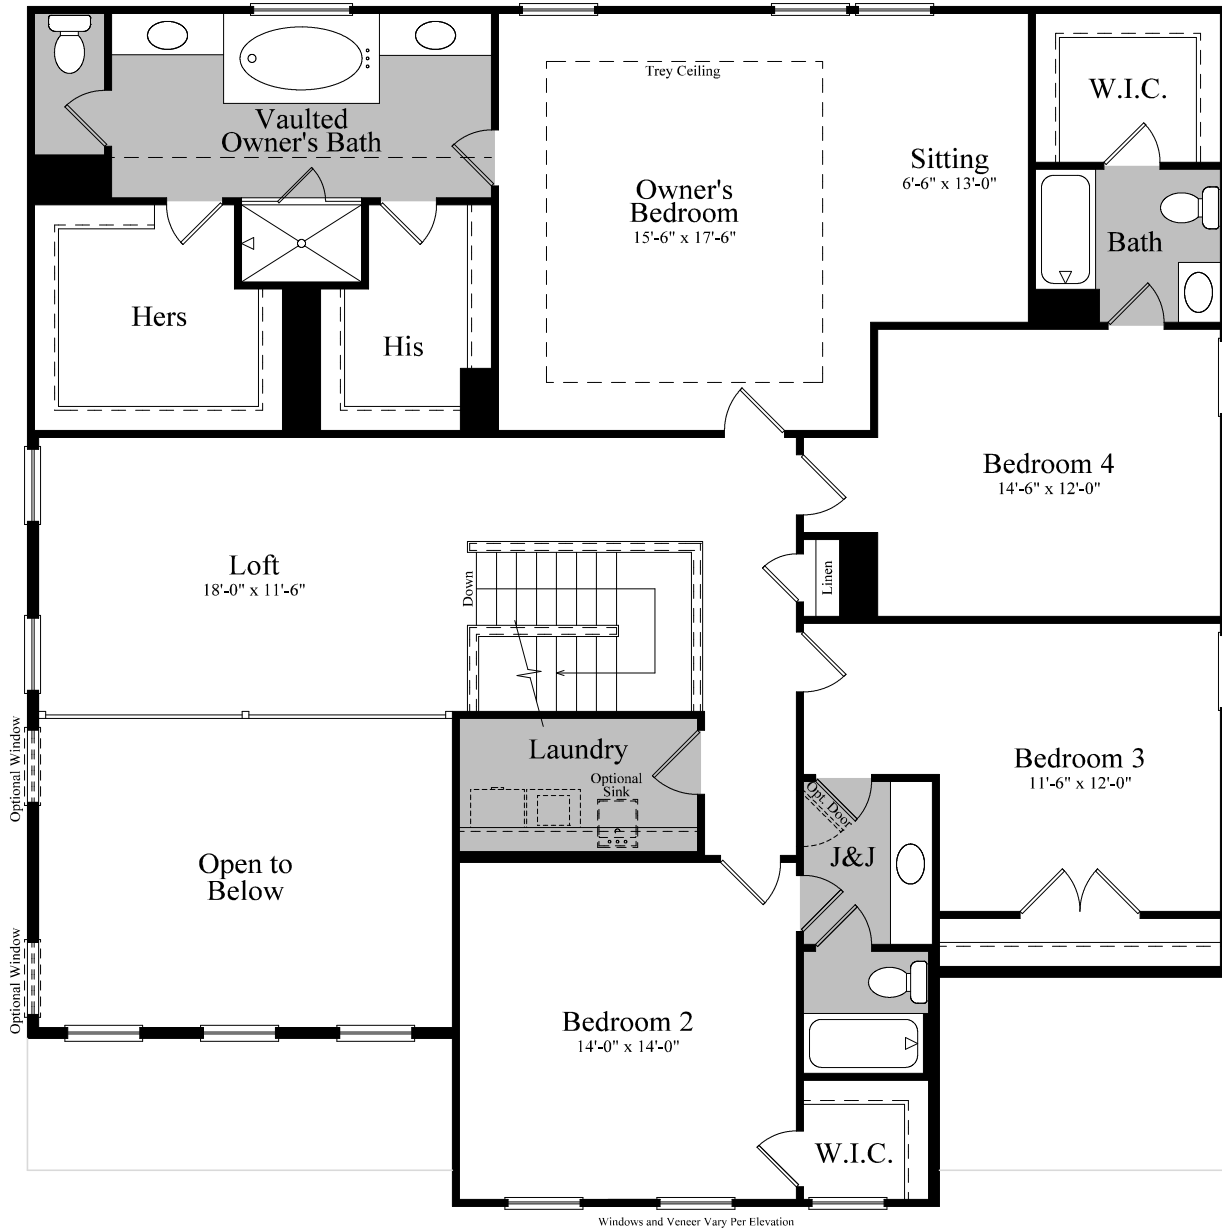 Trey Ceiling
W.I.C.
Vaulted
Owner's Bath
Sitting
6'-6" x 13'-0"
Owner's
Bedroom
15'-6" x 17'-6"
Bath
Hers
His
Bedroom 4
14'-6" x 12'-0"
Loft
18'-0" x 11'-6"
Down
Linen
Optional Window
Laundry
Optional
Sink
Bedroom 3
11'-6" x 12'-0"
Opt. Door
J&J
Open to
Below
Optional Window
Bedroom 2
14'-0" x 14'-0"
W.I.C.
Windows and Veneer Vary Per Elevation